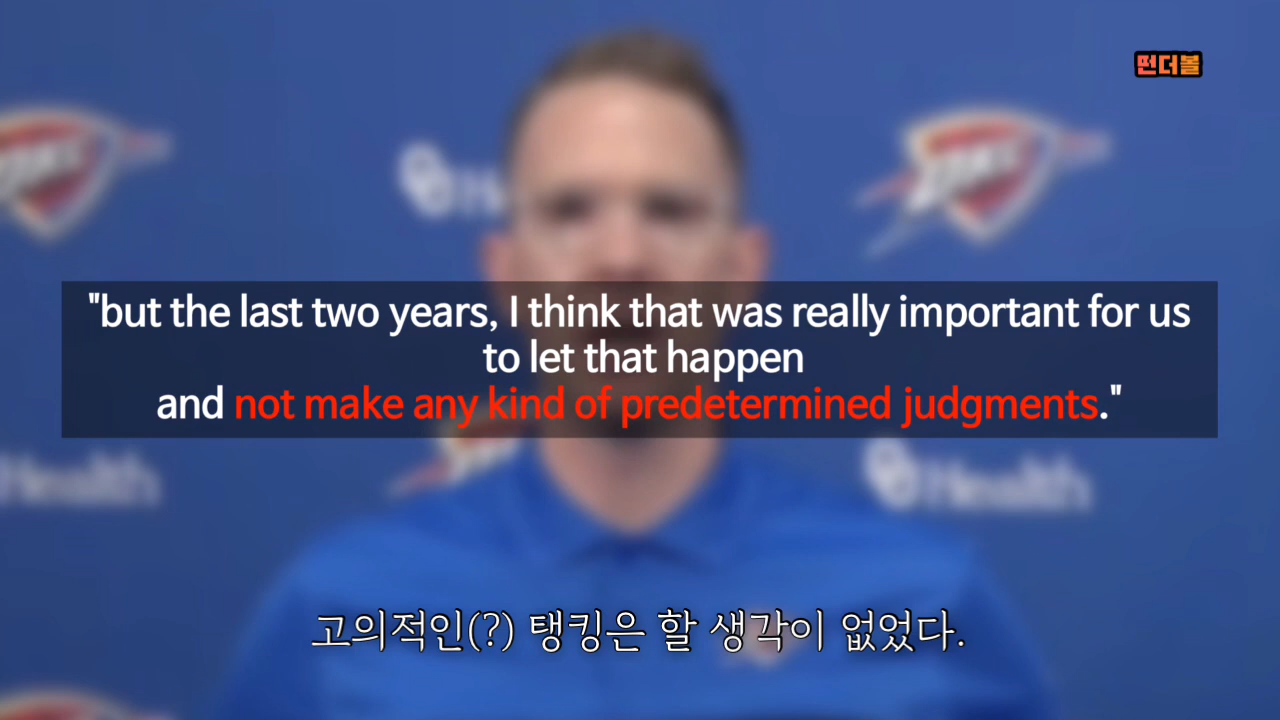 떤더볼
"but the last two years, I think that was really important for us
to let that happen
and not make any kind of predetermined judgments."
Health
Health
고의적인(?) 탱킹은 할 생각이 없었다.